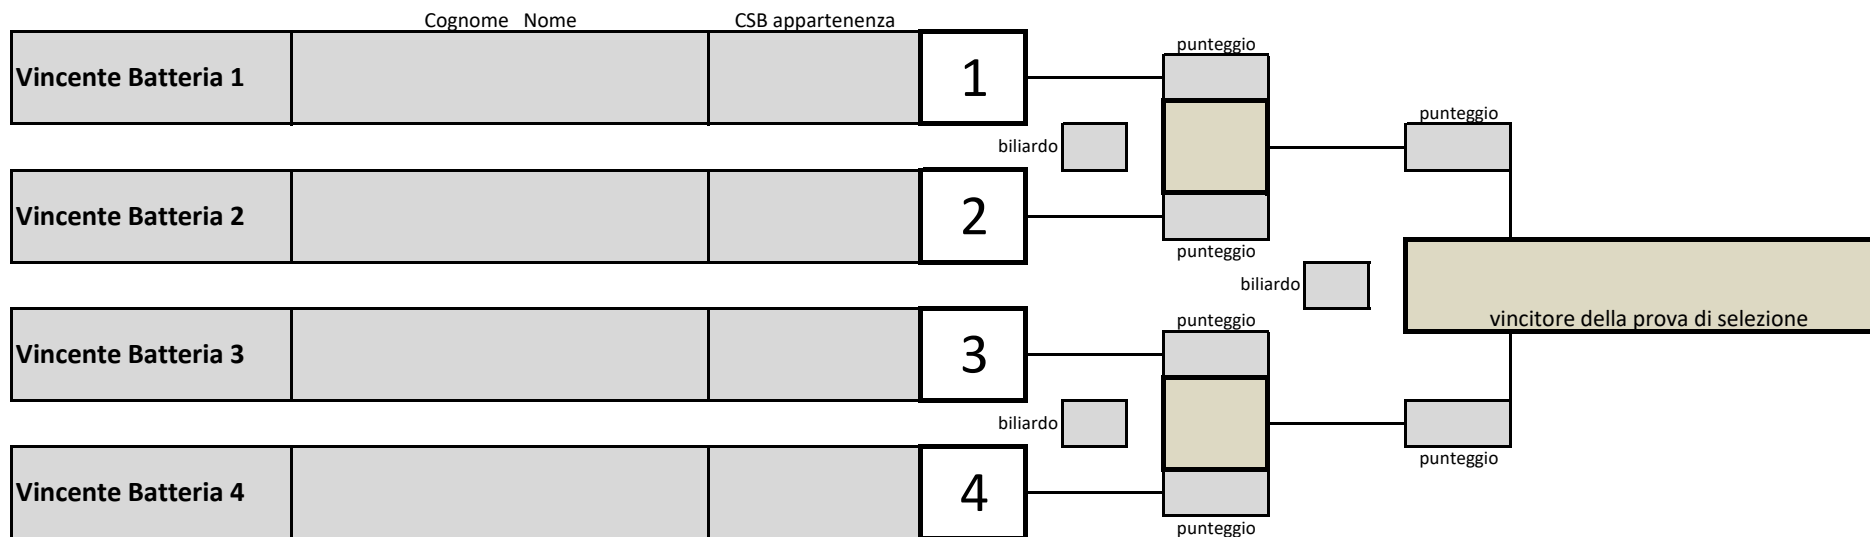 Cognome   Nome
CSB appartenenza
punteggio
Vincente Batteria 1
1
punteggio
biliardo
Vincente Batteria 2
2
punteggio
biliardo
vincitore della prova di selezione
punteggio
Vincente Batteria 3
3
biliardo
punteggio
Vincente Batteria 4
4
punteggio